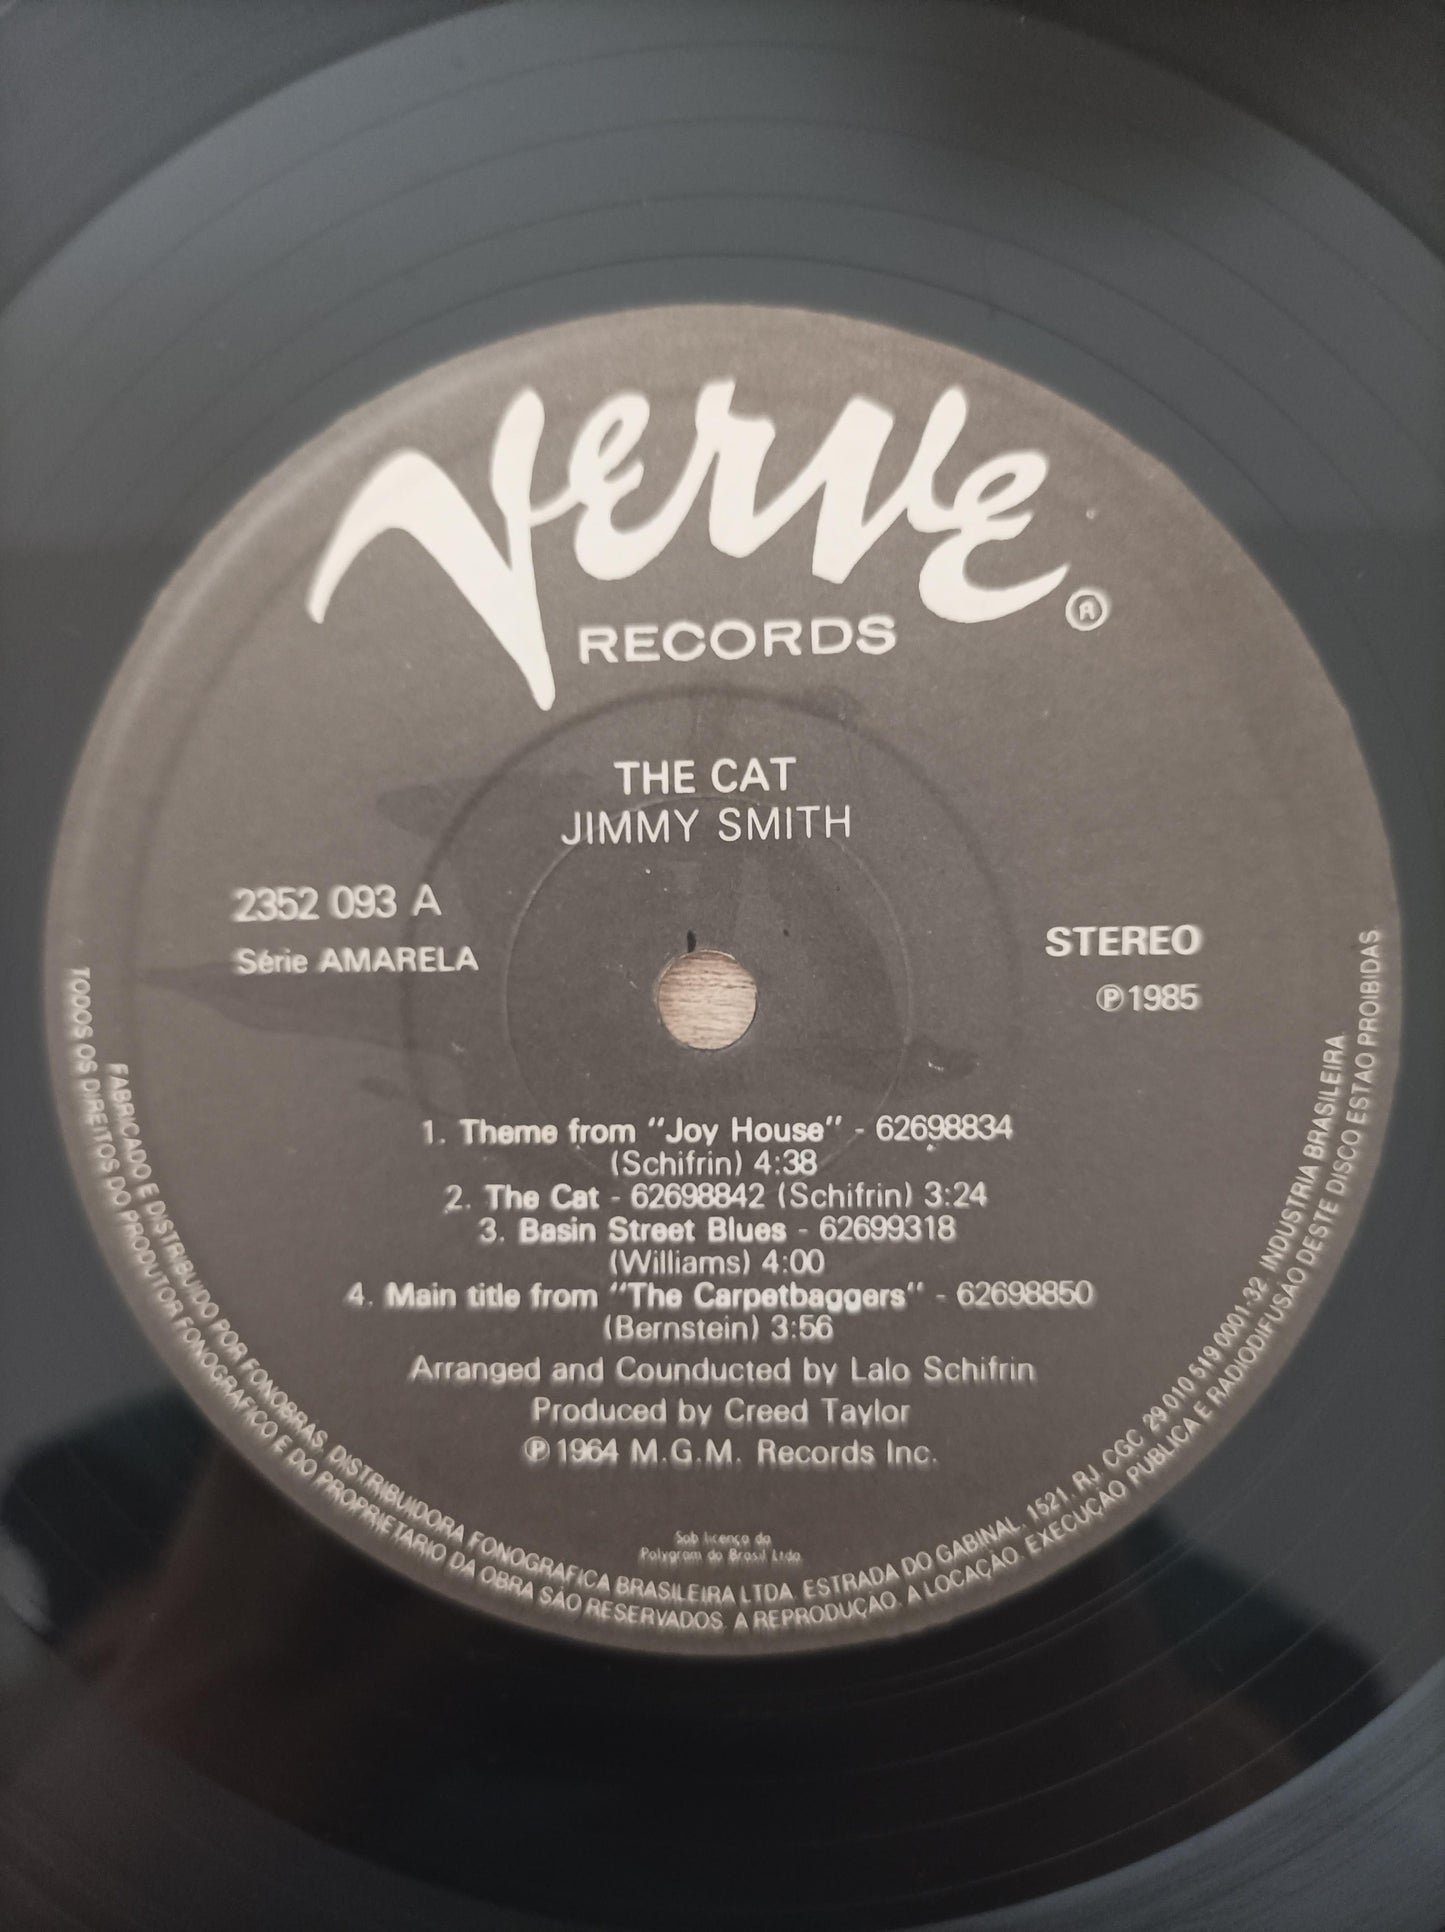 Verve
RECORDS
THE CAT
JIMMY SMITH
2352 093 A
Série AMARELA
STEREO
℗1985
1. Theme from "Joy House" - 62698834
(Schifrin) 4:38
2. The Cat - 62698842 (Schifrin) 3:24
3. Basin Street Blues - 62699318
(Williams) 4:00
4. Main title from "The Carpetbaggers" - 62698850
(Bernstein) 3:56
Arranged and Counducted by Lalo Schifrin
Produced by Creed Taylor
℗ 1964 M.G.M. Records Inc.
Sob licença da
Polygram do Brasil Ltda.
FABRICADO E DISTRIBUIDO POR FONOBRAS, DISTRIBUIDORA FONOGRAFICA BRASILEIRA LTDA. ESTRADA DO GABINAL, 1521, RJ. CGC 29.010.519.0001-32. INDUSTRIA BRASILEIRA.
TODOS OS DIREITOS DO PRODUTOR FONOGRAFICO E DO PROPRIETARIO DA OBRA SÃO RESERVADOS. A REPRODUÇÃO. A LOCAÇÃO. EXECUÇAO PUBLICA E RADIODIFUSÃO DESTE DISCO ESTAO PROIBIDAS